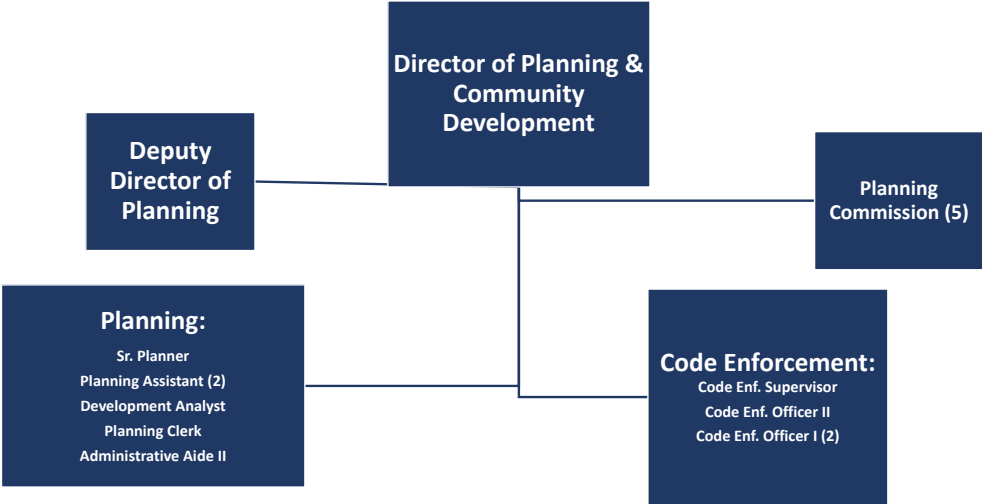 Director of Planning &
Community
Development
Deputy
Director of
Planning
Planning
Commission (5)
Planning:
Sr. Planner
Planning Assistant (2)
Development Analyst
Planning Clerk
Administrative Aide II
Code Enforcement:
Code Enf. Supervisor
Code Enf. Officer II
Code Enf. Officer I (2)